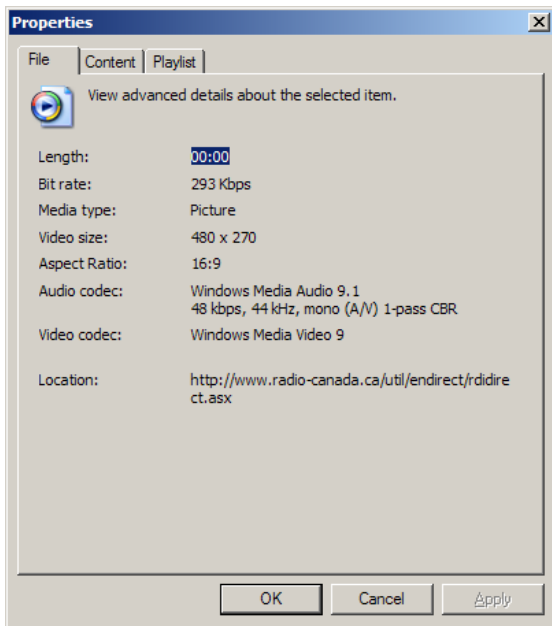 Properties
File Content Playlist
View advanced details about the selected item.
Length: 00:00
Bit rate: 293 Kbps
Media type: Picture
Video size: 480 x 270
Aspect Ratio: 16:9
Audio codec: Windows Media Audio 9.1
48 kbps, 44 kHz, mono (A/V) 1-pass CBR
Video codec: Windows Media Video 9
Location: http://www.radio-canada.ca/util/endirect/rdidire
ct.asx
OK Cancel Apply